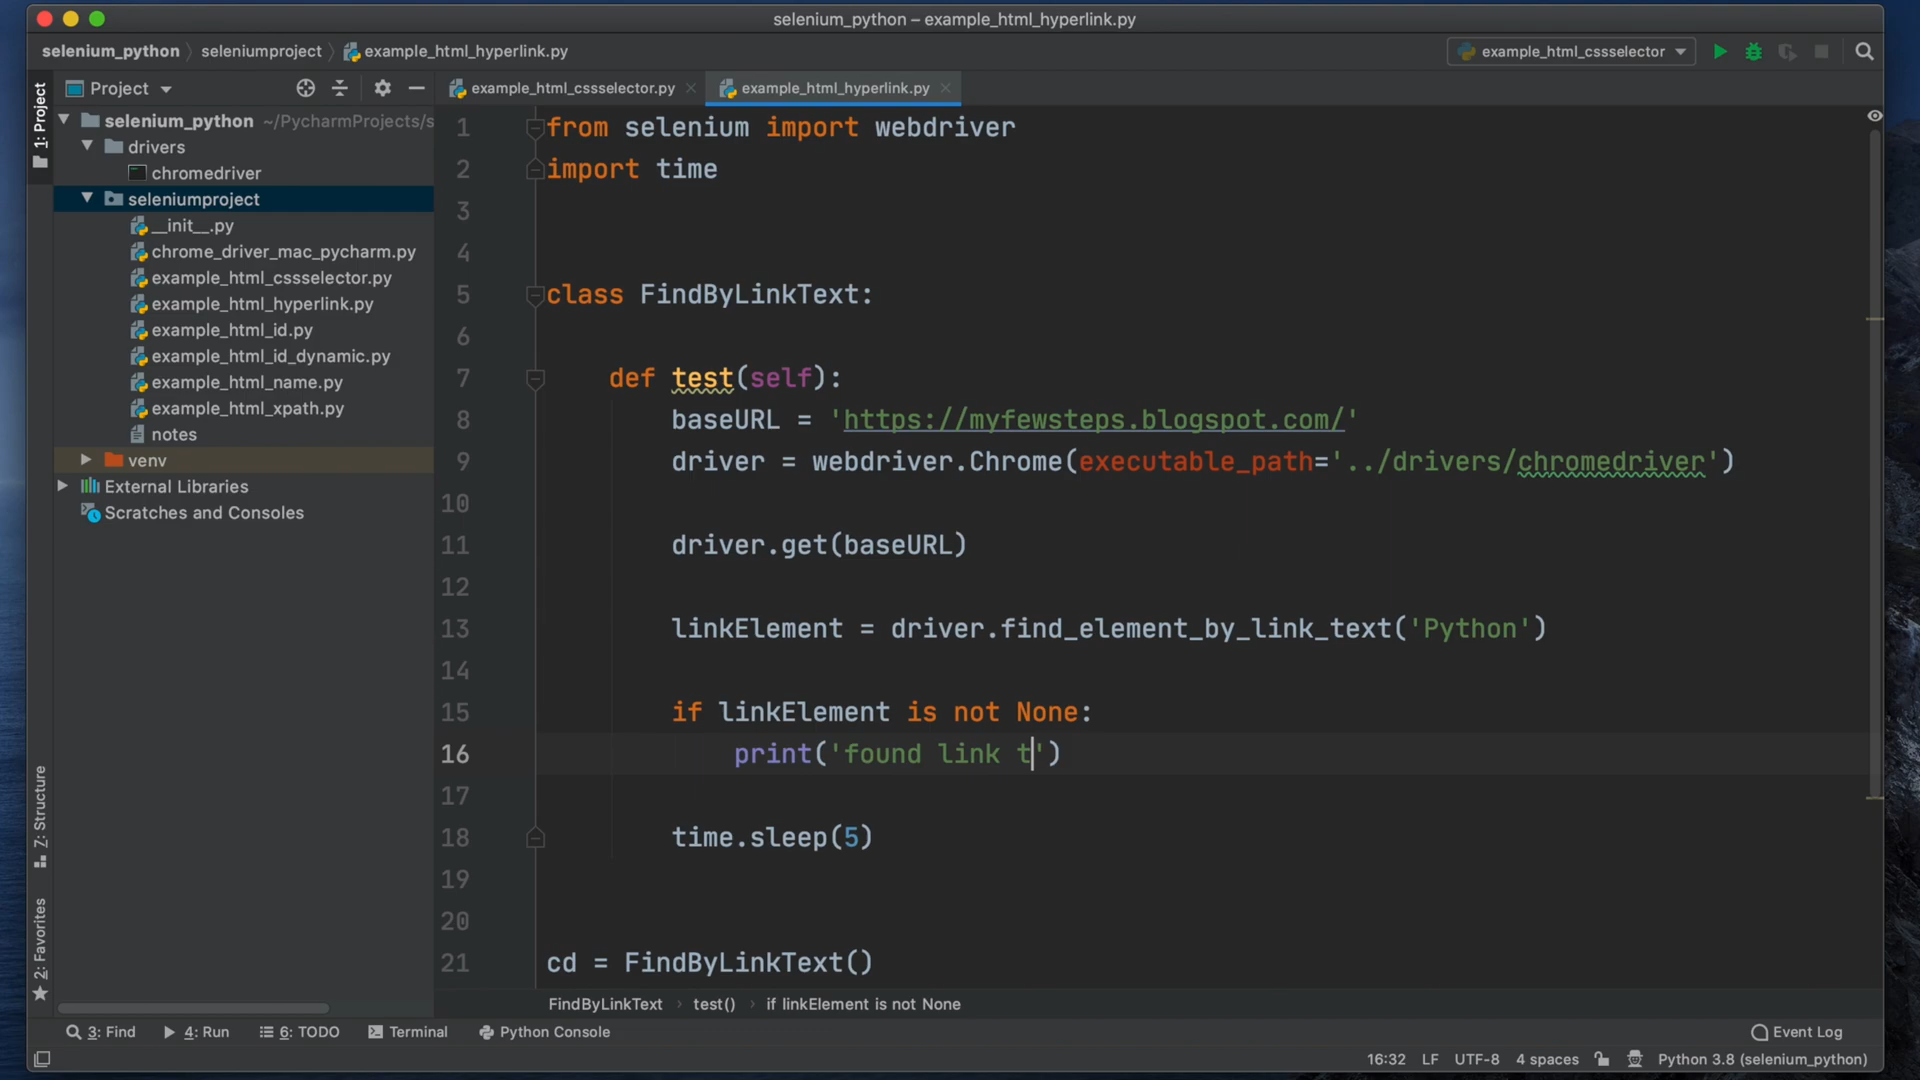 selenium_python – example_html_hyperlink.py
selenium_python seleniumproject example_html_hyperlink.py
example_html_cssselector
1: Project
Project
example_html_cssselector.py
example_html_hyperlink.py
selenium_python ~/PycharmProjects/s
drivers
chromedriver
seleniumproject
__init__.py
chrome_driver_mac_pycharm.py
example_html_cssselector.py
example_html_hyperlink.py
example_html_id.py
example_html_id_dynamic.py
example_html_name.py
example_html_xpath.py
notes
venv
External Libraries
Scratches and Consoles
Z: Structure
2: Favorites
1 from selenium import webdriver
2 import time
3
4
5 class FindByLinkText:
6
7 def test(self):
8 baseURL = 'https://myfewsteps.blogspot.com/'
9 driver = webdriver.Chrome(executable_path='../drivers/chromedriver')
10
11 driver.get(baseURL)
12
13 linkElement = driver.find_element_by_link_text('Python')
14
15 if linkElement is not None:
16 print('found link t')
17
18 time.sleep(5)
19
20
21 cd = FindByLinkText()
FindByLinkText test() if linkElement is not None
3: Find 4: Run 6: TODO Terminal Python Console Event Log
16:32 LF UTF-8 4 spaces Python 3.8 (selenium_python)